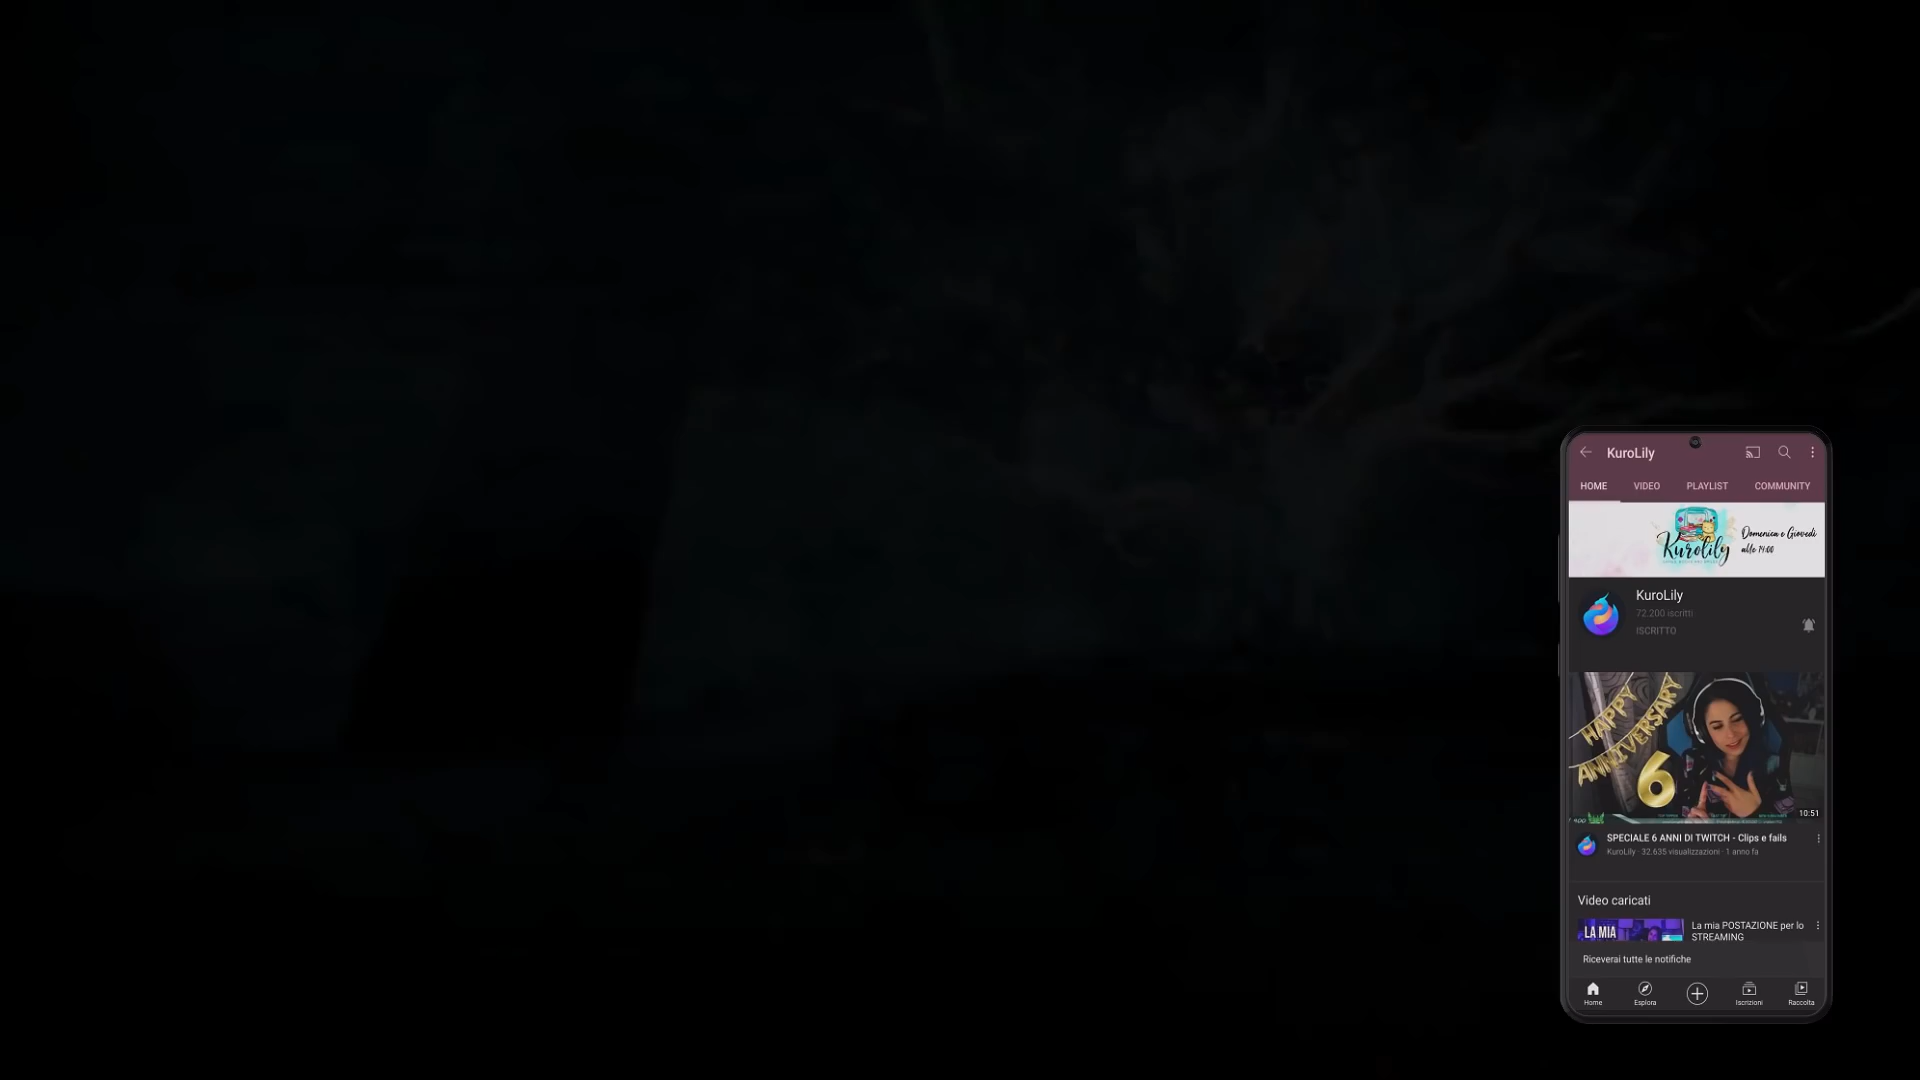 KuroLily
HOME VIDEO PLAYLIST COMMUNITY
Kurolily
Domenica e Giovedì
alle 14:00
KuroLily
72.200 iscritti
ISCRITTO
HAPPY
ANNIVERSARY
6
10:51
SPECIALE 6 ANNI DI TWITCH - Clips e fails
KuroLily · 32.635 visualizzazioni · 1 anno fa
Video caricati
LA MIA
La mia POSTAZIONE per lo
STREAMING
Riceverai tutte le notifiche
Home Esplora Iscrizioni Raccolta